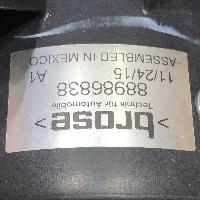 <brose>
Technik für Automobile
88986838
11/24/15 A1
-ASSEMBLED IN MEXICO